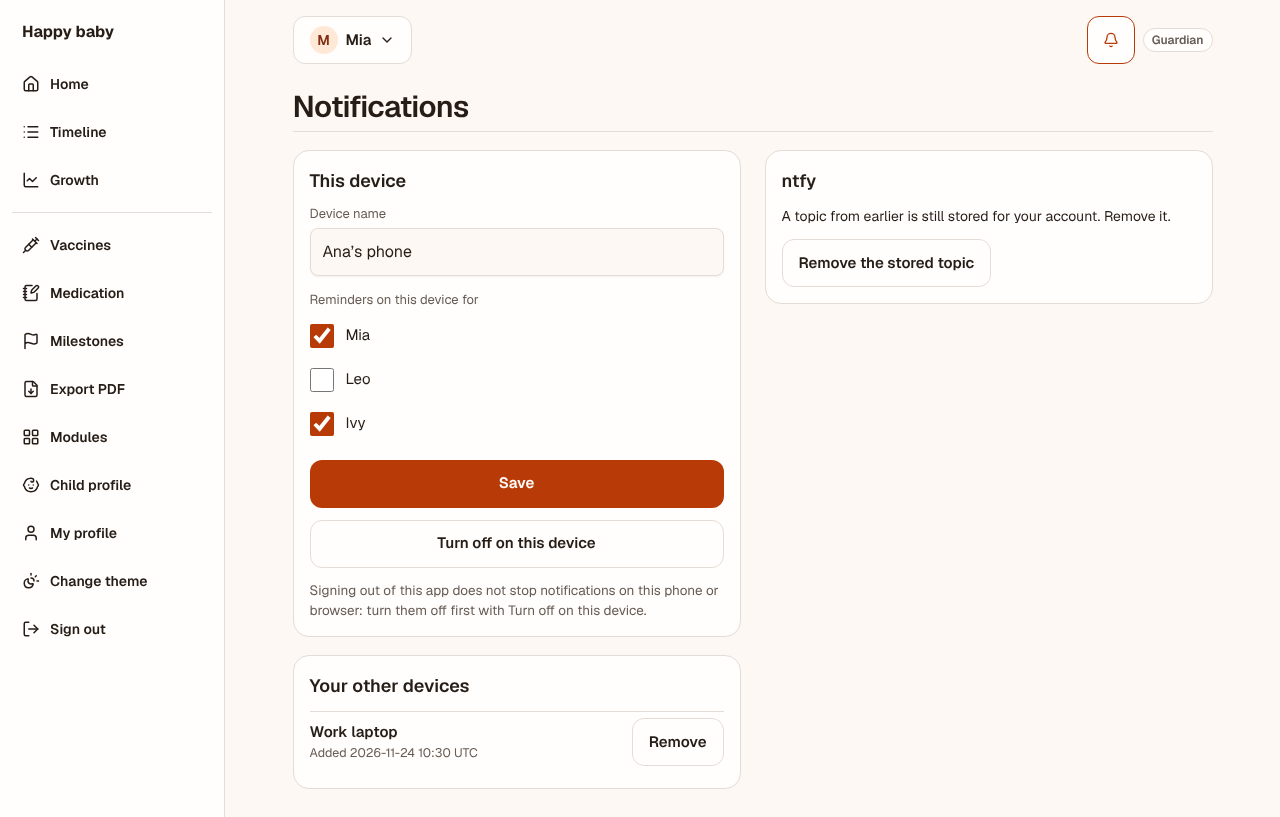 Happy baby
Home
Timeline
Growth
Vaccines
Medication
Milestones
Export PDF
Modules
Child profile
My profile
Change theme
Sign out
M Mia
Guardian
Notifications
This device
Device name
Ana's phone
Reminders on this device for
Mia
Leo
Ivy
Save
Turn off on this device
Signing out of this app does not stop notifications on this phone or
browser: turn them off first with Turn off on this device.
Your other devices
Work laptop
Added 2026-11-24 10:30 UTC
Remove
ntfy
A topic from earlier is still stored for your account. Remove it.
Remove the stored topic